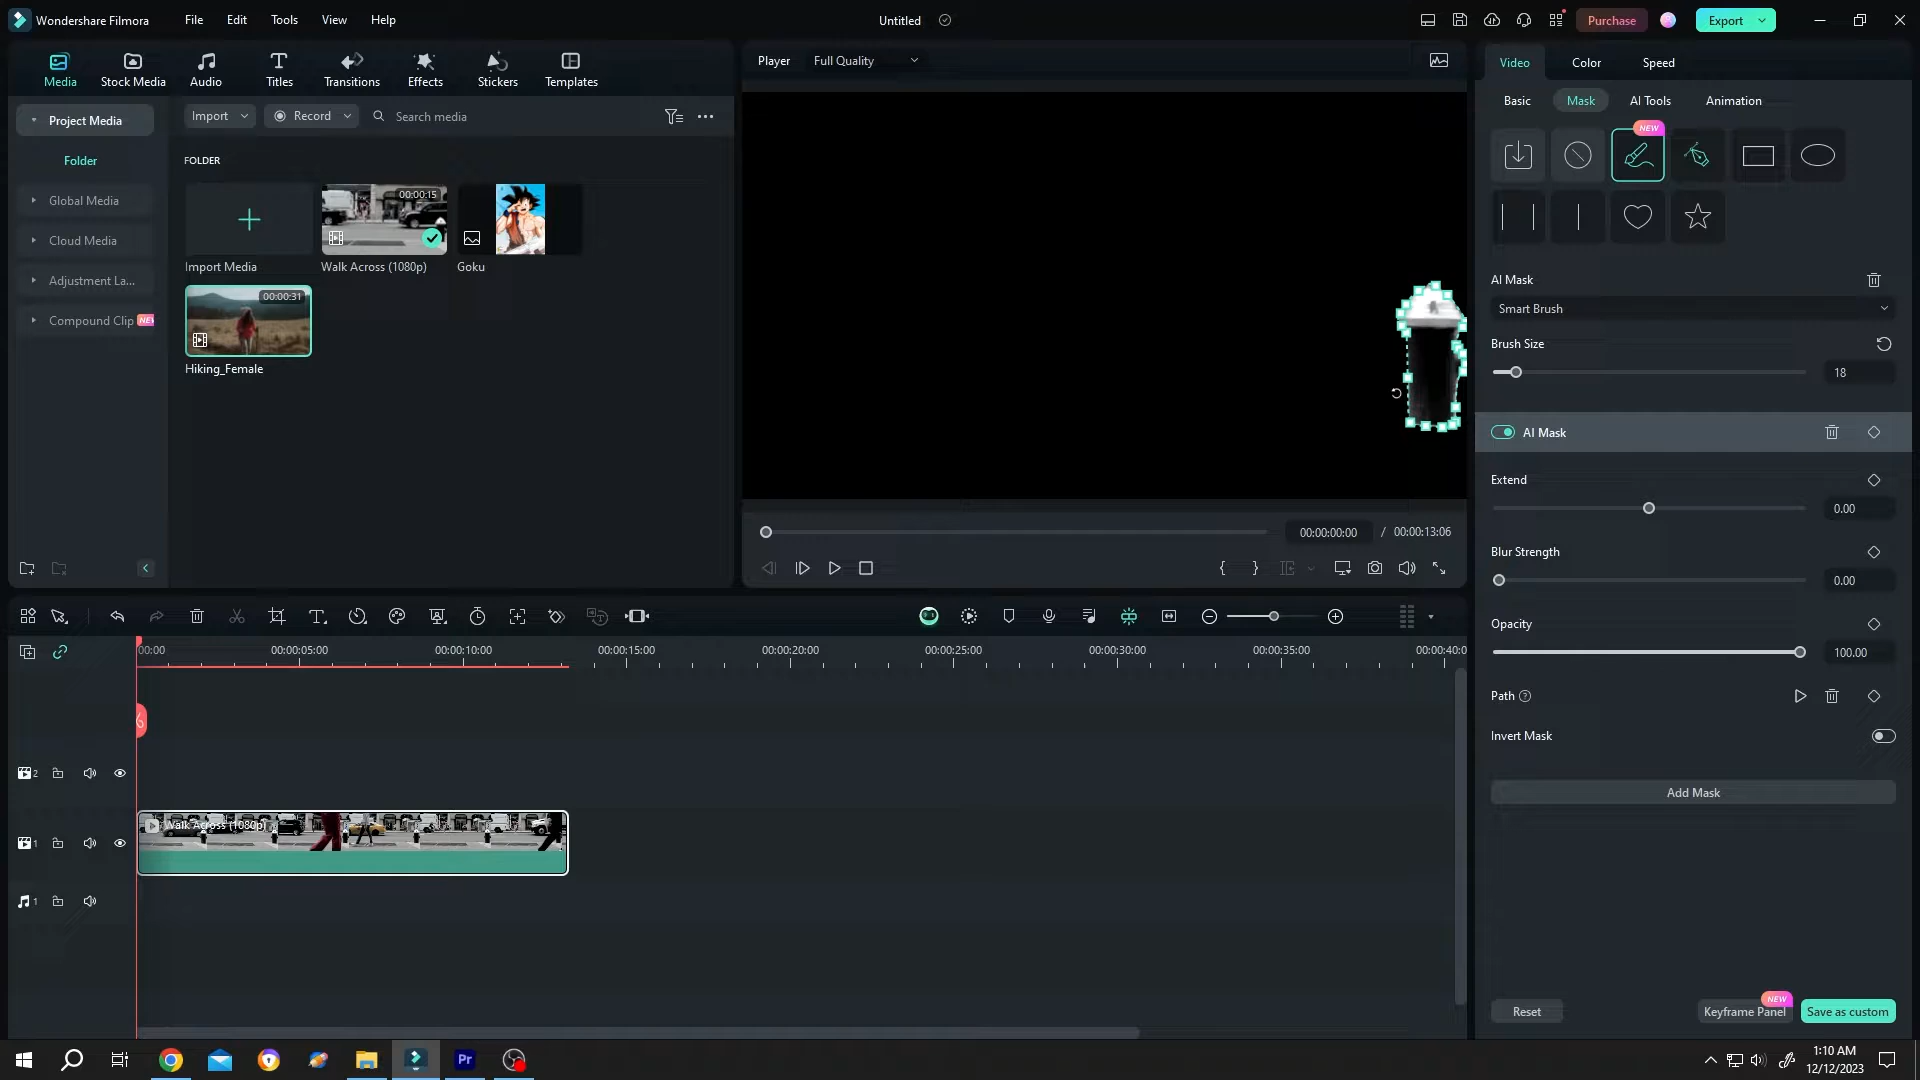 Wondershare Filmora
File Edit Tools View Help
Untitled
Purchase
Export
Media
Stock Media
Audio
Titles
Transitions
Effects
Stickers
Templates
Player
Full Quality
Video
Color
Speed
Project Media
Import
Record
Search media
Basic
Mask
AI Tools
Animation
NEW
Folder
FOLDER
Global Media
00:00:15
Cloud Media
Import Media
Walk Across (1080p)
Goku
Adjustment La...
00:00:31
Compound Clip
NEW
Hiking_Female
AI Mask
Smart Brush
Brush Size
18
AI Mask
Extend
0.00
00:00:00:00 / 00:00:13:06
Blur Strength
0.00
Opacity
100.00
00:00
00:00:05:00
00:00:10:00
00:00:15:00
00:00:20:00
00:00:25:00
00:00:30:00
00:00:35:00
00:00:40:0
Path
Invert Mask
2
Add Mask
Walk Across (1080p)
1
1
NEW
Reset
Keyframe Panel
Save as custom
Pr
1:10 AM
12/12/2023